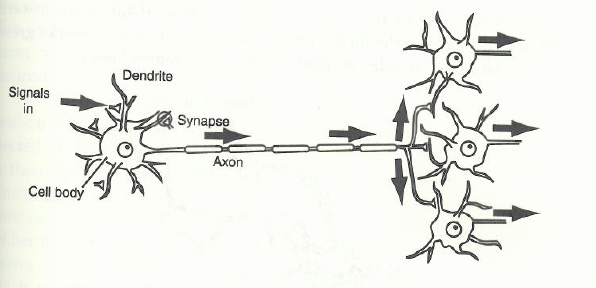 Dendrite
Signals
in
Synapse
Axon
Cell body